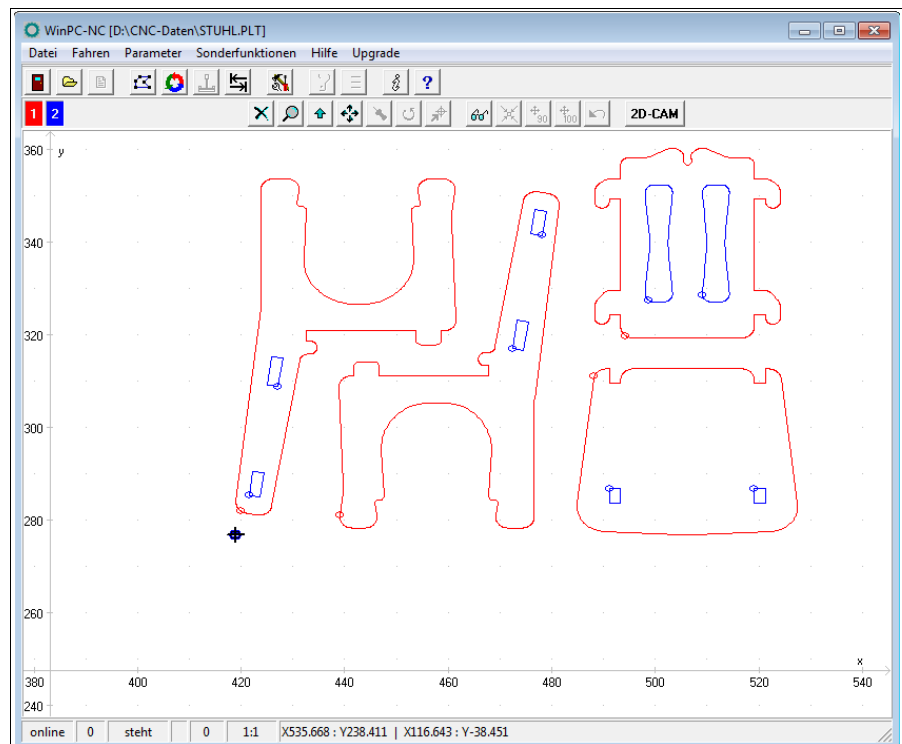 WinPC-NC [D:\CNC-Daten\STUHL.PLT]
Datei Fahren Parameter Sonderfunktionen Hilfe Upgrade
i ?
1 2 90 100 2D-CAM
360 y
340
320
300
280
260
x
380 400 420 440 460 480 500 520 540
240
online 0 steht 0 1:1 X535.668 : Y238.411 | X116.643 : Y-38.451